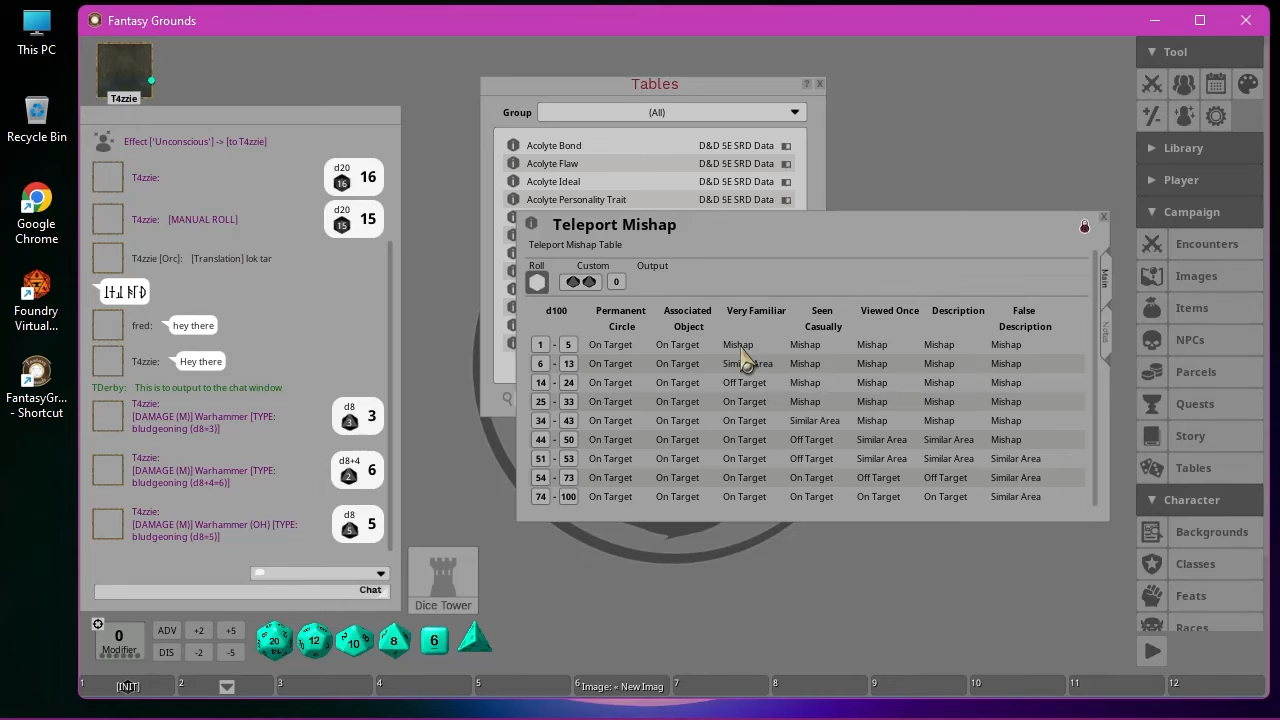 This PC
Recycle Bin
Google
Chrome
Foundry
Virtual...
FantasyGr...
- Shortcut
Fantasy Grounds
T4zzie
Effect ['Unconscious'] -> [to T4zzie]
T4zzie:
d20
16
16
T4zzie: [MANUAL ROLL]
d20
15
15
T4zzie [Orc]: [Translation] lok tar
fred: hey there
T4zzie: Hey there
TDerby: This is to output to the chat window
T4zzie:
[DAMAGE (M)] Warhammer [TYPE:
bludgeoning (d8=3)]
d8
3
3
T4zzie:
[DAMAGE (M)] Warhammer [TYPE:
bludgeoning (d8+4=6)]
d8+4
2
6
T4zzie:
[DAMAGE (M)] Warhammer (OH) [TYPE:
bludgeoning (d8=5)]
d8
5
5
Chat
Dice Tower
0
Modifier
ADV +2 +5
DIS -2 -5
20 12 10 8 6
1 [INIT] 2 3 4 5 6 Image: « New Imag 7 8 9 10 11 12
Tables
? X
Group (All)
Acolyte Bond D&D 5E SRD Data
Acolyte Flaw D&D 5E SRD Data
Acolyte Ideal D&D 5E SRD Data
Acolyte Personality Trait D&D 5E SRD Data
Teleport Mishap
X
Teleport Mishap Table
Roll Custom Output
0
Main
Notes
d100 Permanent Circle Associated Object Very Familiar Seen Casually Viewed Once Description False Description
1 - 5 On Target On Target Mishap Mishap Mishap Mishap Mishap
6 - 13 On Target On Target Similar Area Mishap Mishap Mishap Mishap
14 - 24 On Target On Target Off Target Mishap Mishap Mishap Mishap
25 - 33 On Target On Target On Target Mishap Mishap Mishap Mishap
34 - 43 On Target On Target On Target Similar Area Mishap Mishap Mishap
44 - 50 On Target On Target On Target Off Target Similar Area Similar Area Mishap
51 - 53 On Target On Target On Target Off Target Similar Area Similar Area Similar Area
54 - 73 On Target On Target On Target On Target Off Target Off Target Similar Area
74 - 100 On Target On Target On Target On Target On Target On Target Similar Area
Tool
Library
Player
Campaign
Encounters
Images
Items
NPCs
Parcels
Quests
Story
Tables
Character
Backgrounds
Classes
Feats
Races